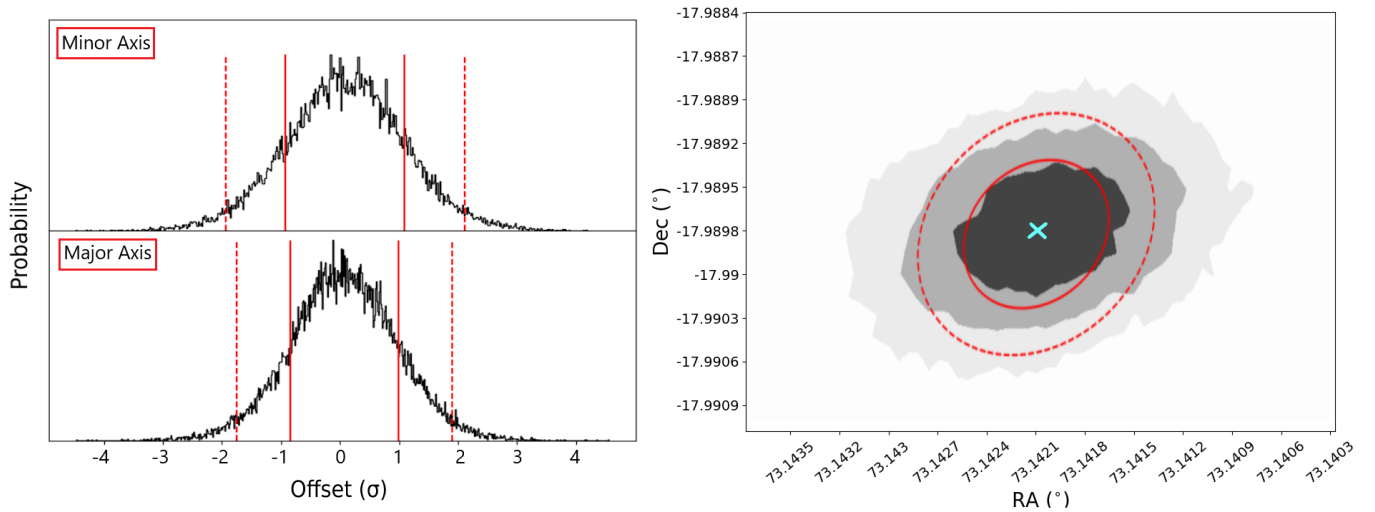 Minor Axis
Major Axis
Probability
-4 -3 -2 -1 0 1 2 3 4
Offset (σ)
-17.9884
-17.9887
-17.9889
-17.9892
-17.9895
-17.9898
-17.99
-17.9903
-17.9906
-17.9909
Dec (°)
73.1435 73.1432 73.143 73.1427 73.1424 73.1421 73.1418 73.1415 73.1412 73.1409 73.1406 73.1403
RA (°)